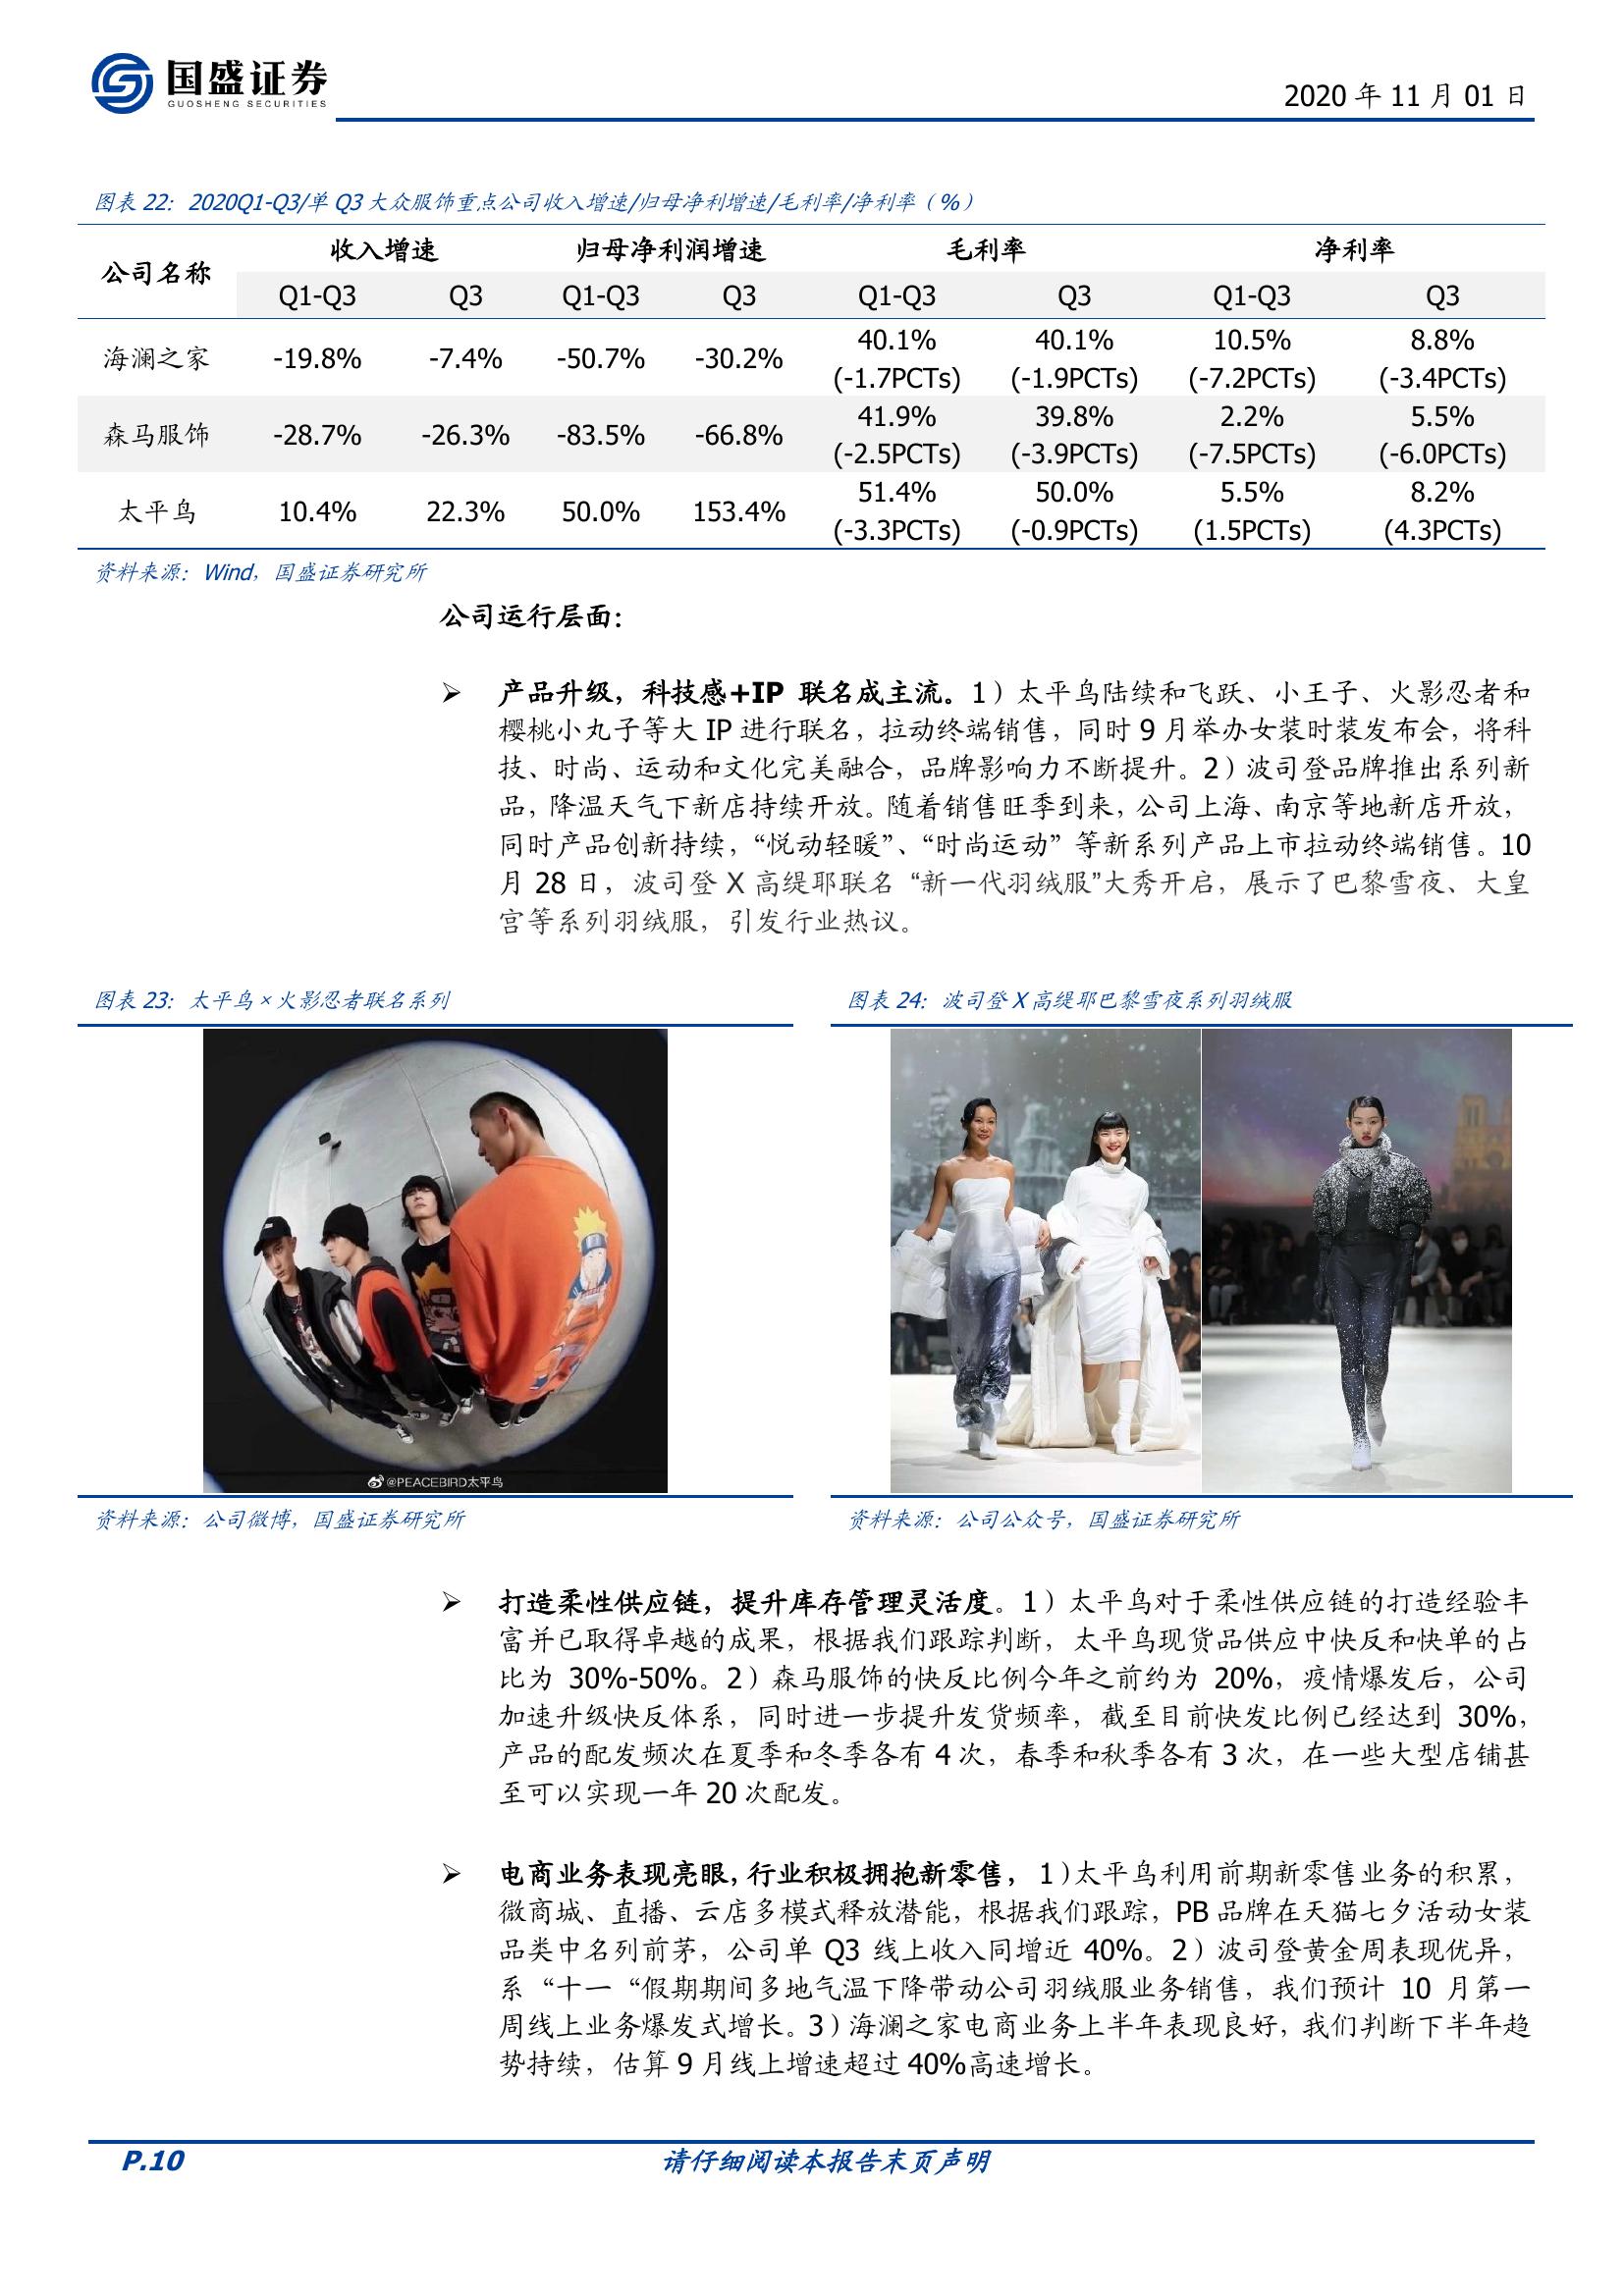 国盛证券
GUOSHENG SECURITIES
2020 年 11 月 01 日
图表 22：2020Q1-Q3/单 Q3 大众服饰重点公司收入增速/归母净利增速/毛利率/净利率（%）
公司名称 收入增速 归母净利润增速 毛利率 净利率
Q1-Q3 Q3 Q1-Q3 Q3 Q1-Q3 Q3 Q1-Q3 Q3
海澜之家 -19.8% -7.4% -50.7% -30.2% 40.1% 40.1% 10.5% 8.8%
(-1.7PCTs) (-1.9PCTs) (-7.2PCTs) (-3.4PCTs)
森马服饰 -28.7% -26.3% -83.5% -66.8% 41.9% 39.8% 2.2% 5.5%
(-2.5PCTs) (-3.9PCTs) (-7.5PCTs) (-6.0PCTs)
太平鸟 10.4% 22.3% 50.0% 153.4% 51.4% 50.0% 5.5% 8.2%
(-3.3PCTs) (-0.9PCTs) (1.5PCTs) (4.3PCTs)
资料来源：Wind，国盛证券研究所
公司运行层面：
➢ 产品升级，科技感+IP 联名成主流。1）太平鸟陆续和飞跃、小王子、火影忍者和
樱桃小丸子等大 IP 进行联名，拉动终端销售，同时 9 月举办女装时装发布会，将科
技、时尚、运动和文化完美融合，品牌影响力不断提升。2）波司登品牌推出系列新
品，降温天气下新店持续开放。随着销售旺季到来，公司上海、南京等地新店开放，
同时产品创新持续，“悦动轻暖”、“时尚运动”等新系列产品上市拉动终端销售。10
月 28 日，波司登 X 高缇耶联名 “新一代羽绒服”大秀开启，展示了巴黎雪夜、大皇
宫等系列羽绒服，引发行业热议。
图表 23：太平鸟×火影忍者联名系列
@PEACEBIRD太平鸟
资料来源：公司微博，国盛证券研究所
图表 24：波司登 X 高缇耶巴黎雪夜系列羽绒服
资料来源：公司公众号，国盛证券研究所
➢ 打造柔性供应链，提升库存管理灵活度。1）太平鸟对于柔性供应链的打造经验丰
富并已取得卓越的成果，根据我们跟踪判断，太平鸟现货品供应中快反和快单的占
比为 30%-50%。2）森马服饰的快反比例今年之前约为 20%，疫情爆发后，公司
加速升级快反体系，同时进一步提升发货频率，截至目前快发比例已经达到 30%，
产品的配发频次在夏季和冬季各有 4 次，春季和秋季各有 3 次，在一些大型店铺甚
至可以实现一年 20 次配发。
➢ 电商业务表现亮眼，行业积极拥抱新零售，1）太平鸟利用前期新零售业务的积累，
微商城、直播、云店多模式释放潜能，根据我们跟踪，PB 品牌在天猫七夕活动女装
品类中名列前茅，公司单 Q3 线上收入同增近 40%。2）波司登黄金周表现优异，
系“十一“假期期间多地气温下降带动公司羽绒服业务销售，我们预计 10 月第一
周线上业务爆发式增长。3）海澜之家电商业务上半年表现良好，我们判断下半年趋
势持续，估算 9 月线上增速超过 40%高速增长。
P.10 请仔细阅读本报告末页声明